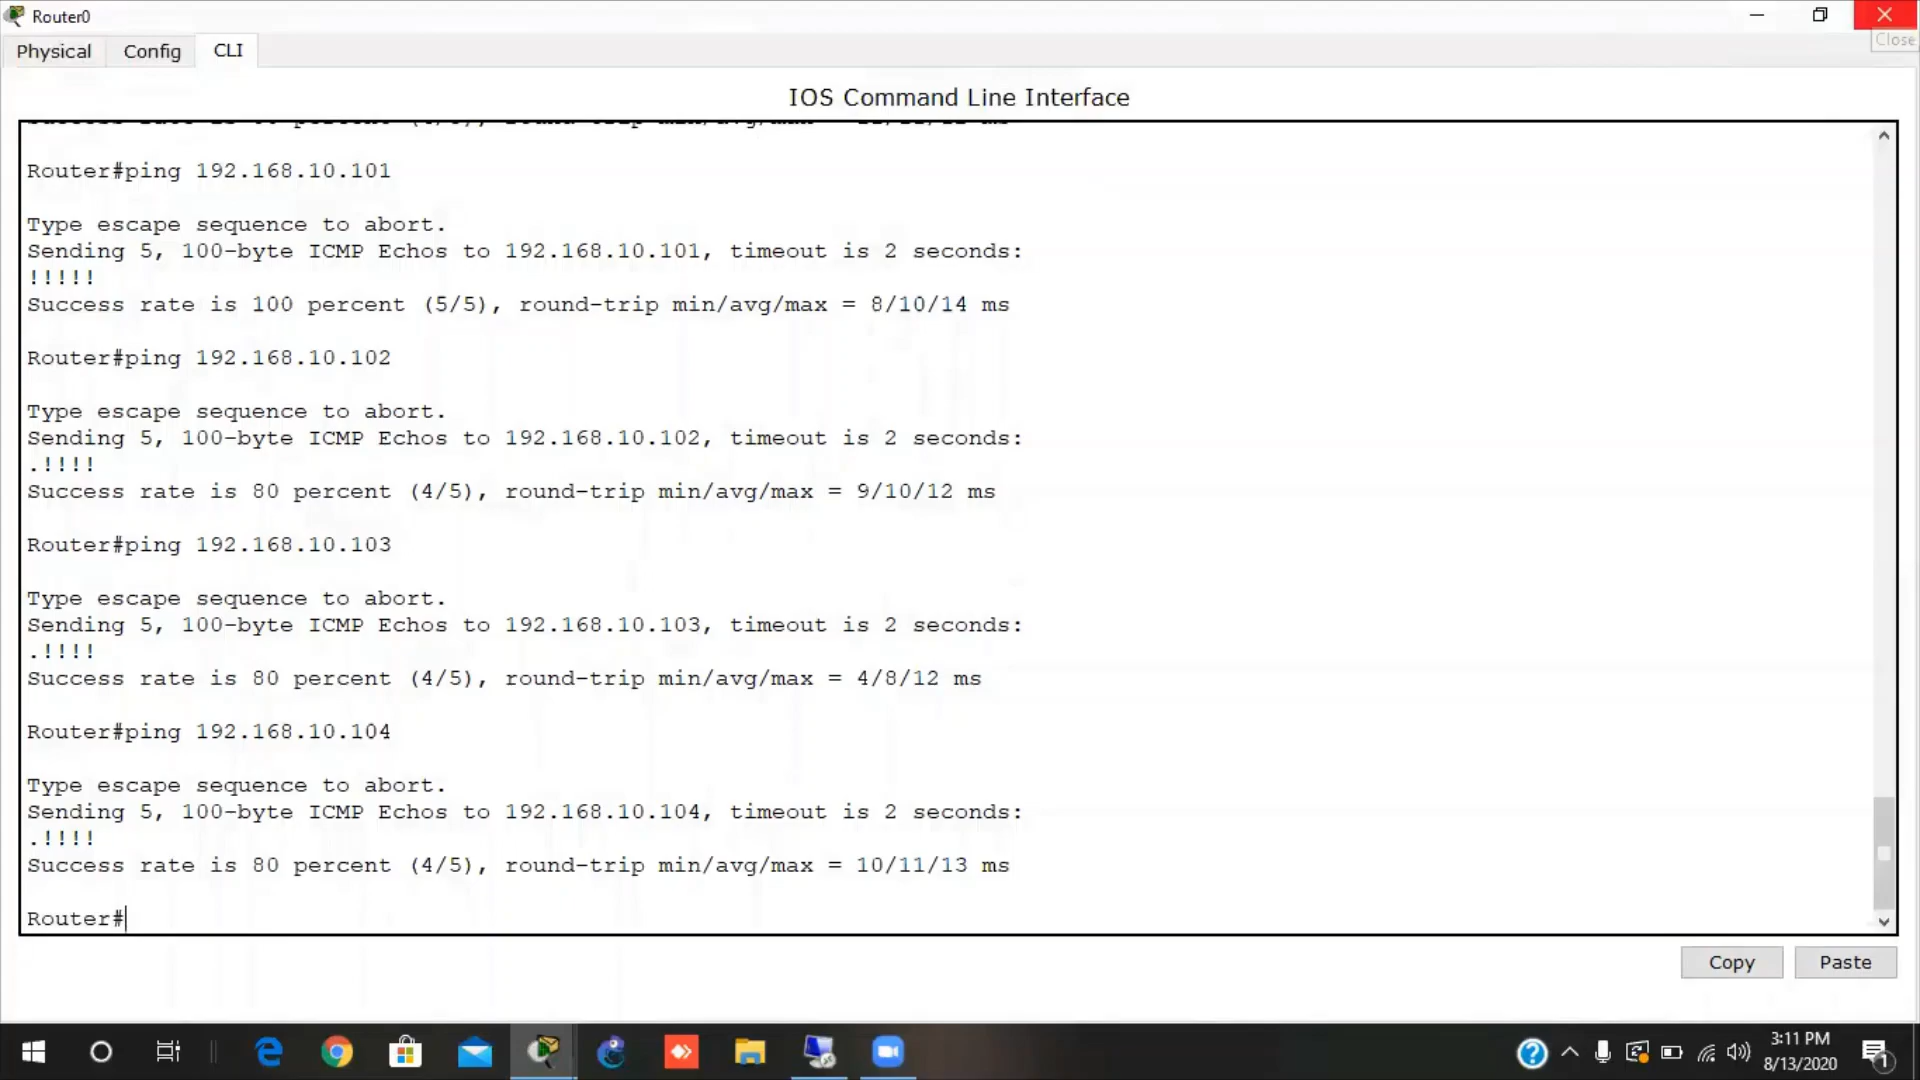 Router0
Close
Physical
Config
CLI
IOS Command Line Interface
Router#ping 192.168.10.101
Type escape sequence to abort.
Sending 5, 100-byte ICMP Echos to 192.168.10.101, timeout is 2 seconds:
!!!!!
Success rate is 100 percent (5/5), round-trip min/avg/max = 8/10/14 ms
Router#ping 192.168.10.102
Type escape sequence to abort.
Sending 5, 100-byte ICMP Echos to 192.168.10.102, timeout is 2 seconds:
.!!!!
Success rate is 80 percent (4/5), round-trip min/avg/max = 9/10/12 ms
Router#ping 192.168.10.103
Type escape sequence to abort.
Sending 5, 100-byte ICMP Echos to 192.168.10.103, timeout is 2 seconds:
.!!!!
Success rate is 80 percent (4/5), round-trip min/avg/max = 4/8/12 ms
Router#ping 192.168.10.104
Type escape sequence to abort.
Sending 5, 100-byte ICMP Echos to 192.168.10.104, timeout is 2 seconds:
.!!!!
Success rate is 80 percent (4/5), round-trip min/avg/max = 10/11/13 ms
Router#
Copy
Paste
3:11 PM
8/13/2020
1